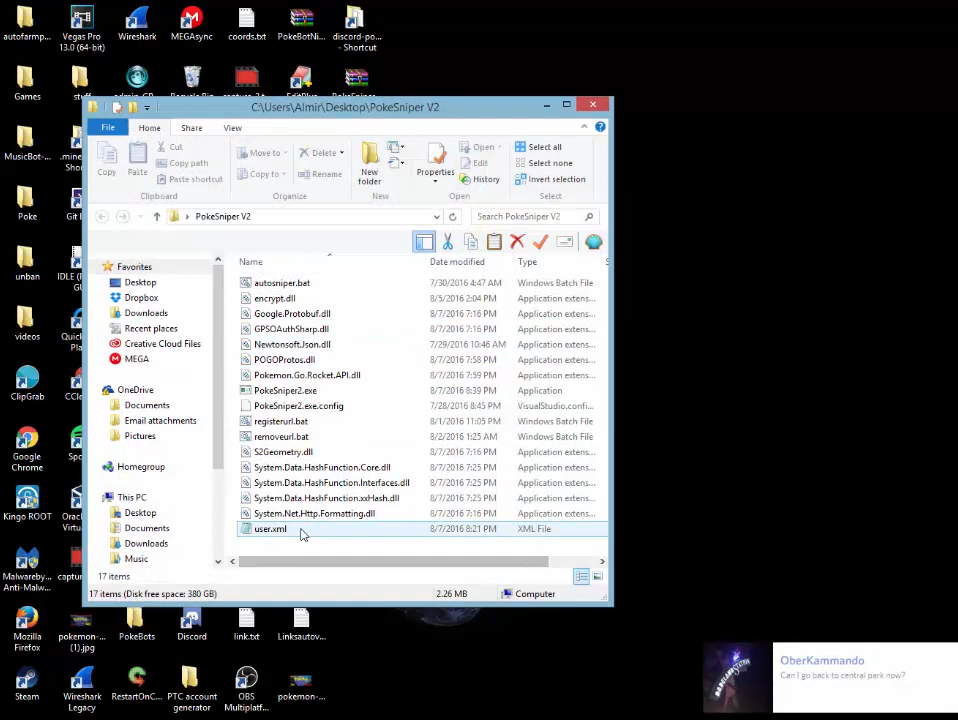 autofarmp...
Vegas Pro
13.0 (64-bit)
Wireshark
MEGAsync
coords.txt
PokeBotNi...
discord-po...
- Shortcut
Games
stuff
C:\Users\Almir\Desktop\PokeSniper V2
File
Home
Share
View
Copy
Paste
Cut
Copy path
Paste shortcut
Clipboard
Move to
Copy to
Delete
Rename
Organize
New
folder
New
Properties
Open
Edit
History
Open
Select all
Select none
Invert selection
Select
PokeSniper V2
Search PokeSniper V2
MusicBot-...
Poke
unban
videos
ClipGrab
Google
Chrome
Kingo ROOT
Malwareby...
Anti-Malw...
Favorites
Desktop
Dropbox
Downloads
Recent places
Creative Cloud Files
MEGA
OneDrive
Documents
Email attachments
Pictures
Homegroup
This PC
Desktop
Documents
Downloads
Music
Name
Date modified
Type
autosniper.bat 7/30/2016 4:47 AM Windows Batch File
encrypt.dll 8/5/2016 2:04 PM Application extens...
Google.Protobuf.dll 8/7/2016 7:16 PM Application extens...
GPSOAuthSharp.dll 8/7/2016 7:16 PM Application extens...
Newtonsoft.Json.dll 7/29/2016 10:46 AM Application extens...
POGOProtos.dll 8/7/2016 7:58 PM Application extens...
Pokemon.Go.Rocket.API.dll 8/7/2016 7:59 PM Application extens...
PokeSniper2.exe 8/7/2016 8:39 PM Application
PokeSniper2.exe.config 7/28/2016 8:45 PM VisualStudio.config...
registerurl.bat 8/1/2016 11:05 PM Windows Batch File
removeurl.bat 8/2/2016 1:25 AM Windows Batch File
S2Geometry.dll 8/7/2016 7:16 PM Application extens...
System.Data.HashFunction.Core.dll 8/7/2016 7:25 PM Application extens...
System.Data.HashFunction.Interfaces.dll 8/7/2016 7:25 PM Application extens...
System.Data.HashFunction.xxHash.dll 8/7/2016 7:25 PM Application extens...
System.Net.Http.Formatting.dll 8/7/2016 7:16 PM Application extens...
user.xml 8/7/2016 8:21 PM XML File
17 items
17 items (Disk free space: 380 GB)
2.26 MB
Computer
Mozilla
Firefox
pokemon-...
(1).jpg
PokeBots
Discord
link.txt
Linksautov...
Steam
Wireshark
Legacy
RestartOnC...
PTC account
generator
OBS
Multiplatf...
pokemon-...
OberKammando
Can I go back to central park now?